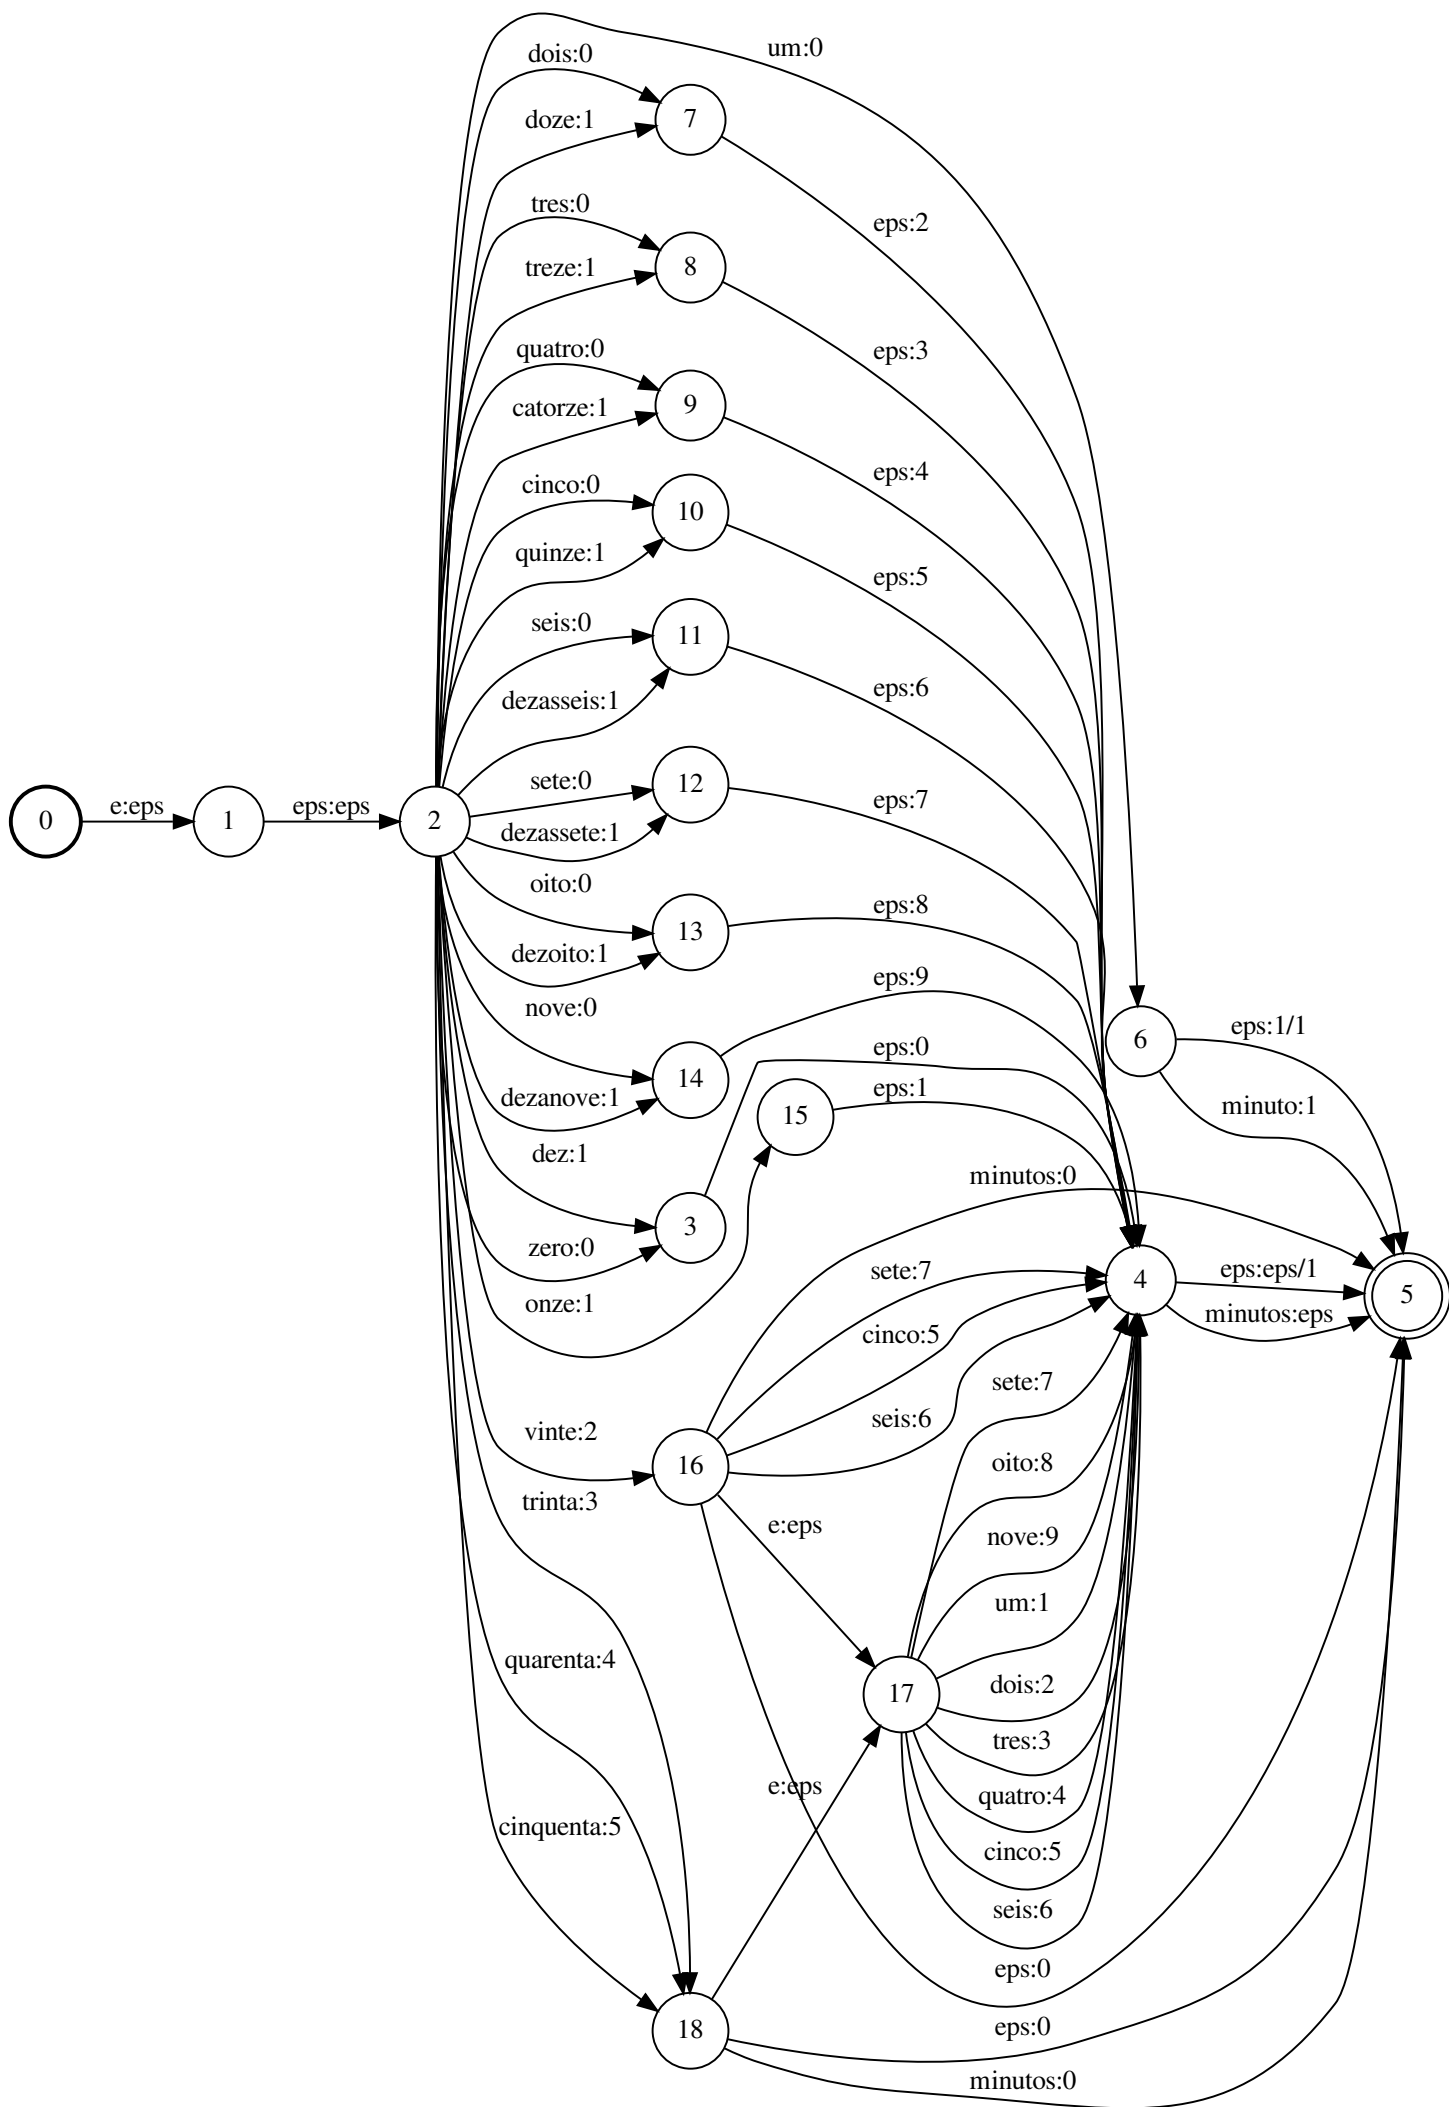 um:0
dois:0
7
doze:1
tres:0
eps:2
8
treze:1
quatro:0
eps:3
9
catorze:1
eps:4
cinco:0
10
quinze:1
eps:5
seis:0
11
dezasseis:1
eps:6
sete:0
12
eps:7
0
e:eps
1
eps:eps
2
dezassete:1
oito:0
13
eps:8
dezoito:1
eps:9
nove:0
6
eps:1/1
14
eps:0
dezanove:1
15
eps:1
minuto:1
dez:1
minutos:0
3
zero:0
sete:7
4
eps:eps/1
5
onze:1
minutos:eps
cinco:5
sete:7
seis:6
vinte:2
16
oito:8
trinta:3
e:eps
nove:9
um:1
quarenta:4
17
dois:2
tres:3
e:eps
quatro:4
cinquenta:5
cinco:5
seis:6
eps:0
18
eps:0
minutos:0